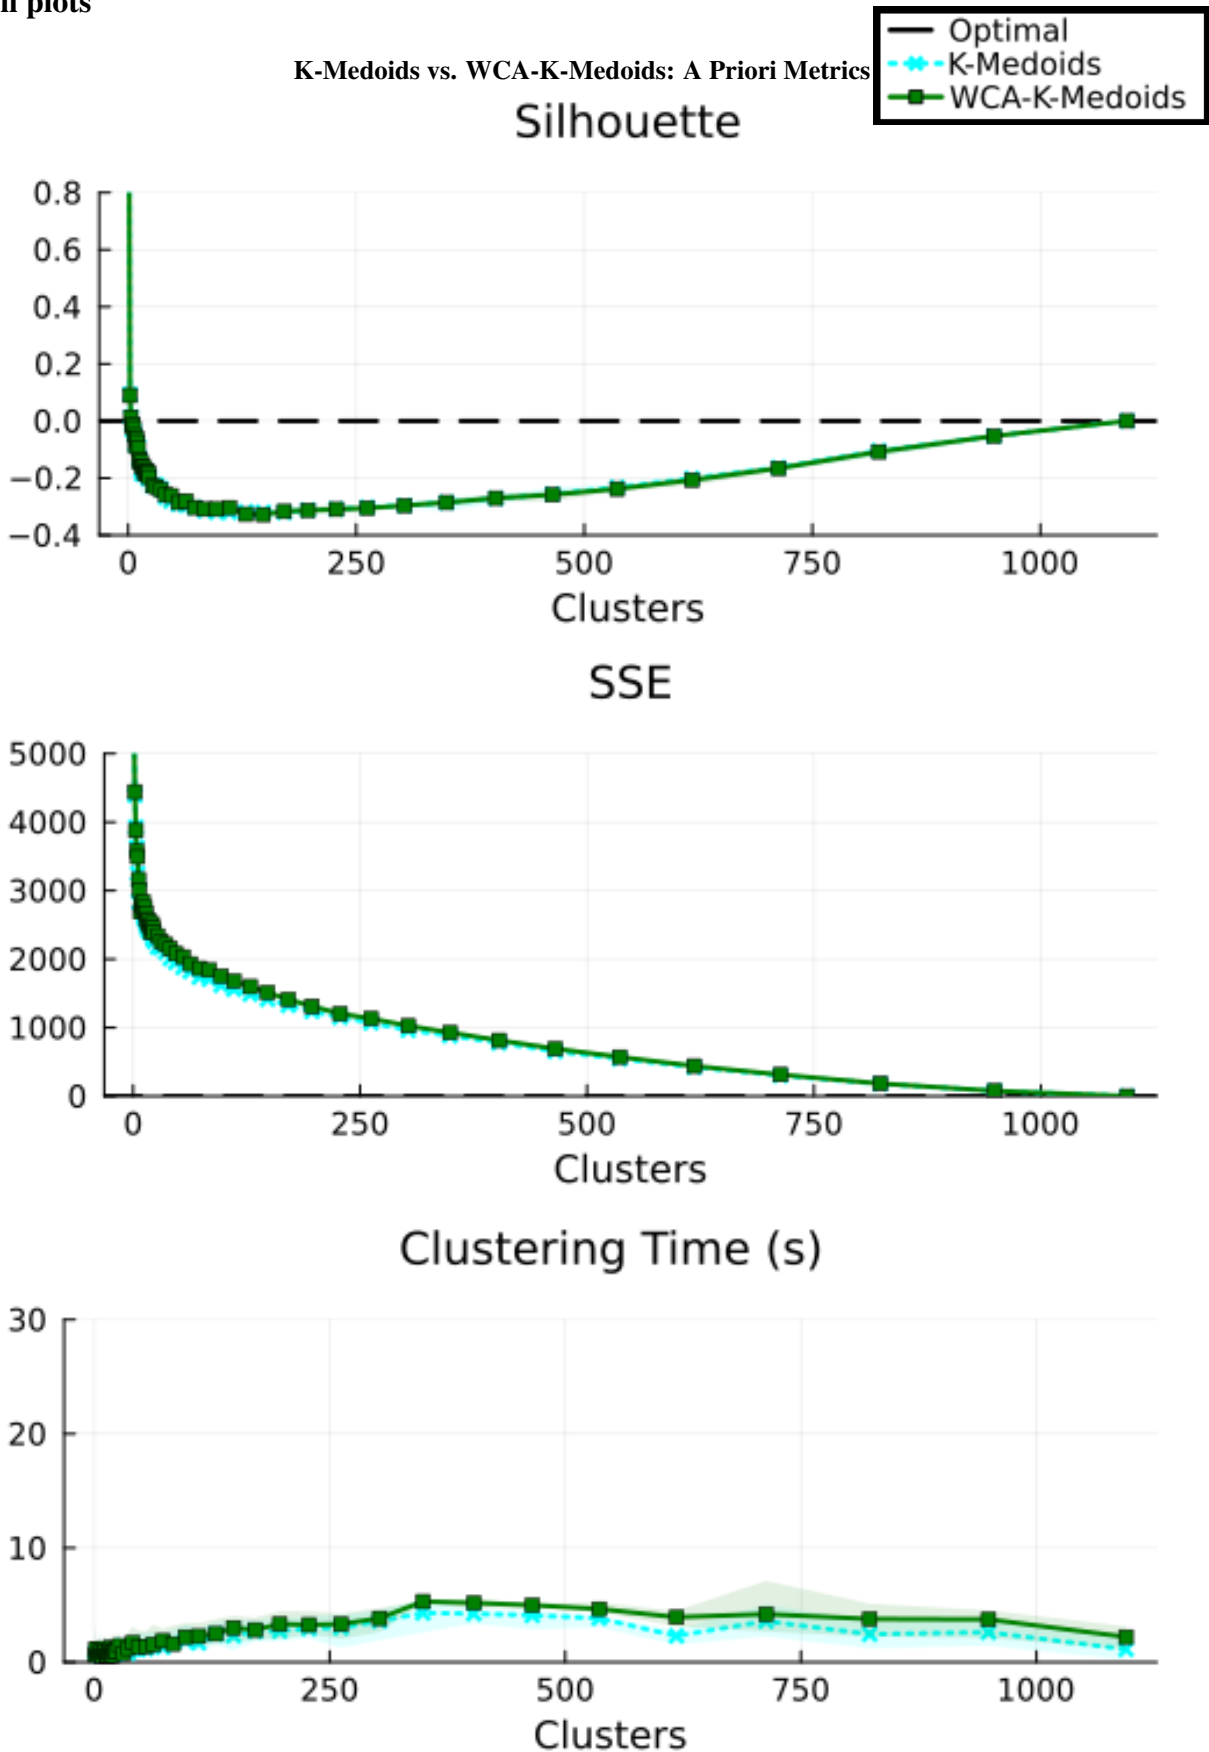 plots
Optimal
K-Medoids vs. WCA-K-Medoids: A Priori Metrics
K-Medoids
WCA-K-Medoids
Silhouette
0.8
0.6
0.4
0.2
0.0
−0.2
−0.4
0 250 500 750 1000
Clusters
SSE
5000
4000
3000
2000
1000
0
0 250 500 750 1000
Clusters
Clustering Time (s)
30
20
10
0
0 250 500 750 1000
Clusters